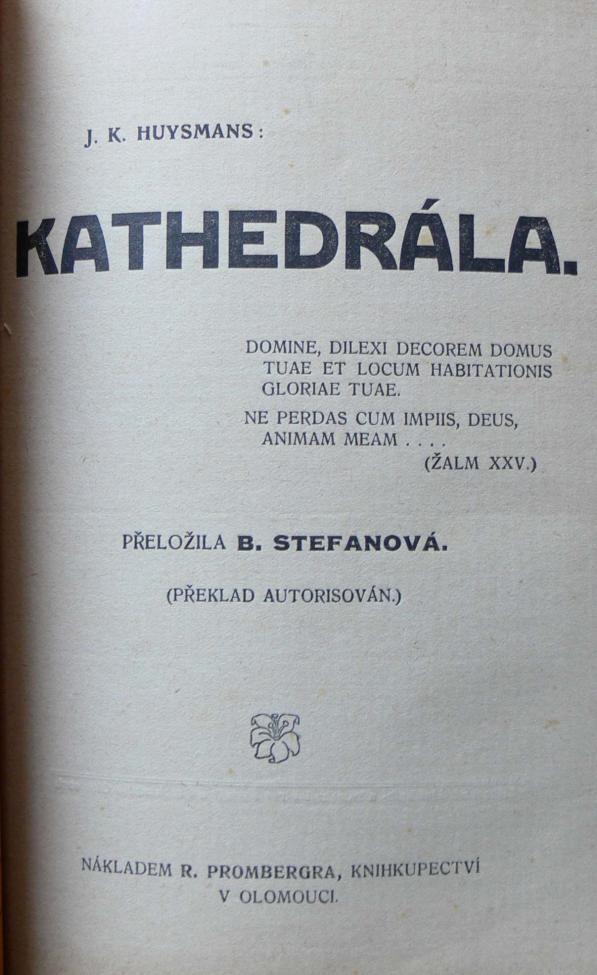 J. K. HUYSMANS:
KATHEDRÁLA.
DOMINE, DILEXI DECOREM DOMUS
TUAE ET LOCUM HABITATIONIS
GLORIAE TUAE.
NE PERDAS CUM IMPIIS, DEUS,
ANIMAM MEAM . . . .
(ŽALM XXV.)
PŘELOŽILA B. STEFANOVÁ.
(PŘEKLAD AUTORISOVÁN.)
NÁKLADEM R. PROMBERGRA, KNIHKUPECTVÍ
V OLOMOUCI.